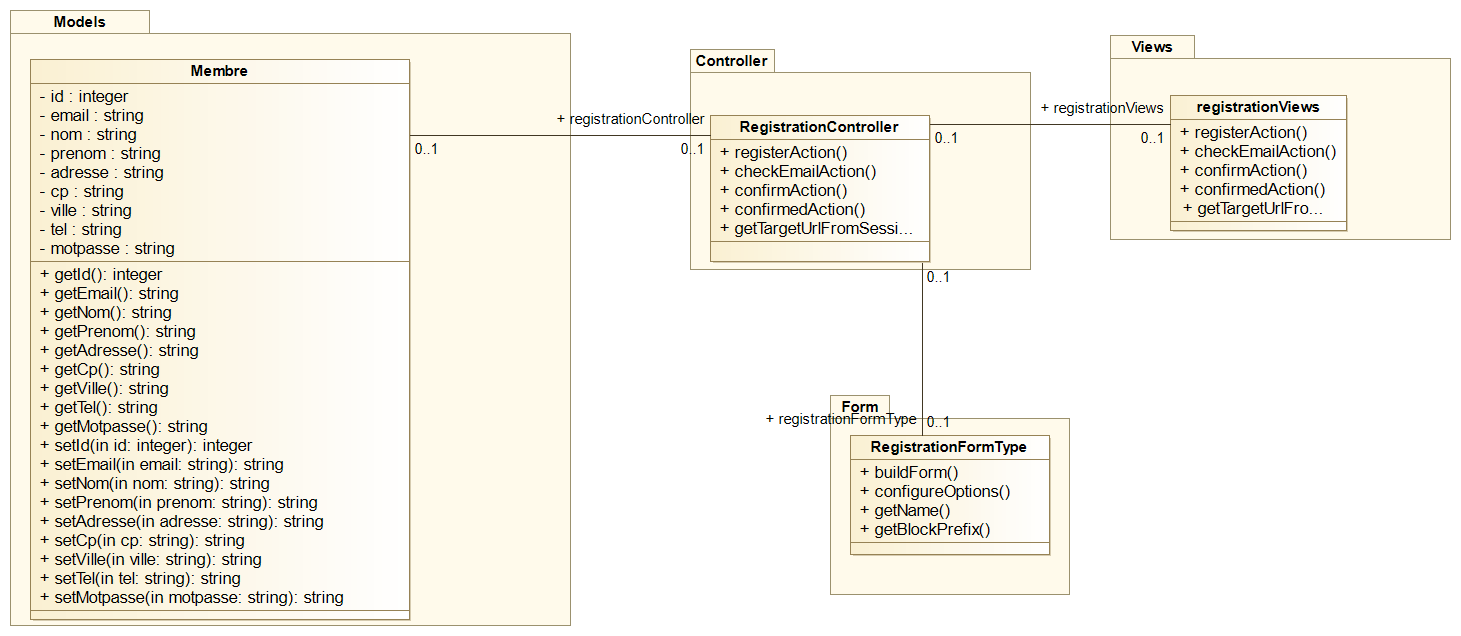 Models
Membre
- id : integer
- email : string
- nom : string
- prenom : string
- adresse : string
- cp : string
- ville : string
- tel : string
- motpasse : string
+ getId(): integer
+ getEmail(): string
+ getNom(): string
+ getPrenom(): string
+ getAdresse(): string
+ getCp(): string
+ getVille(): string
+ getTel(): string
+ getMotpasse(): string
+ setId(in id: integer): integer
+ setEmail(in email: string): string
+ setNom(in nom: string): string
+ setPrenom(in prenom: string): string
+ setAdresse(in adresse: string): string
+ setCp(in cp: string): string
+ setVille(in ville: string): string
+ setTel(in tel: string): string
+ setMotpasse(in motpasse: string): string
0..1
+ registrationController
0..1
Controller
RegistrationController
+ registerAction()
+ checkEmailAction()
+ confirmAction()
+ confirmedAction()
+ getTargetUrlFromSessi...
0..1
+ registrationViews
0..1
Views
registrationViews
+ registerAction()
+ checkEmailAction()
+ confirmAction()
+ confirmedAction()
+ getTargetUrlFro...
0..1
+ registrationFormType
0..1
Form
RegistrationFormType
+ buildForm()
+ configureOptions()
+ getName()
+ getBlockPrefix()